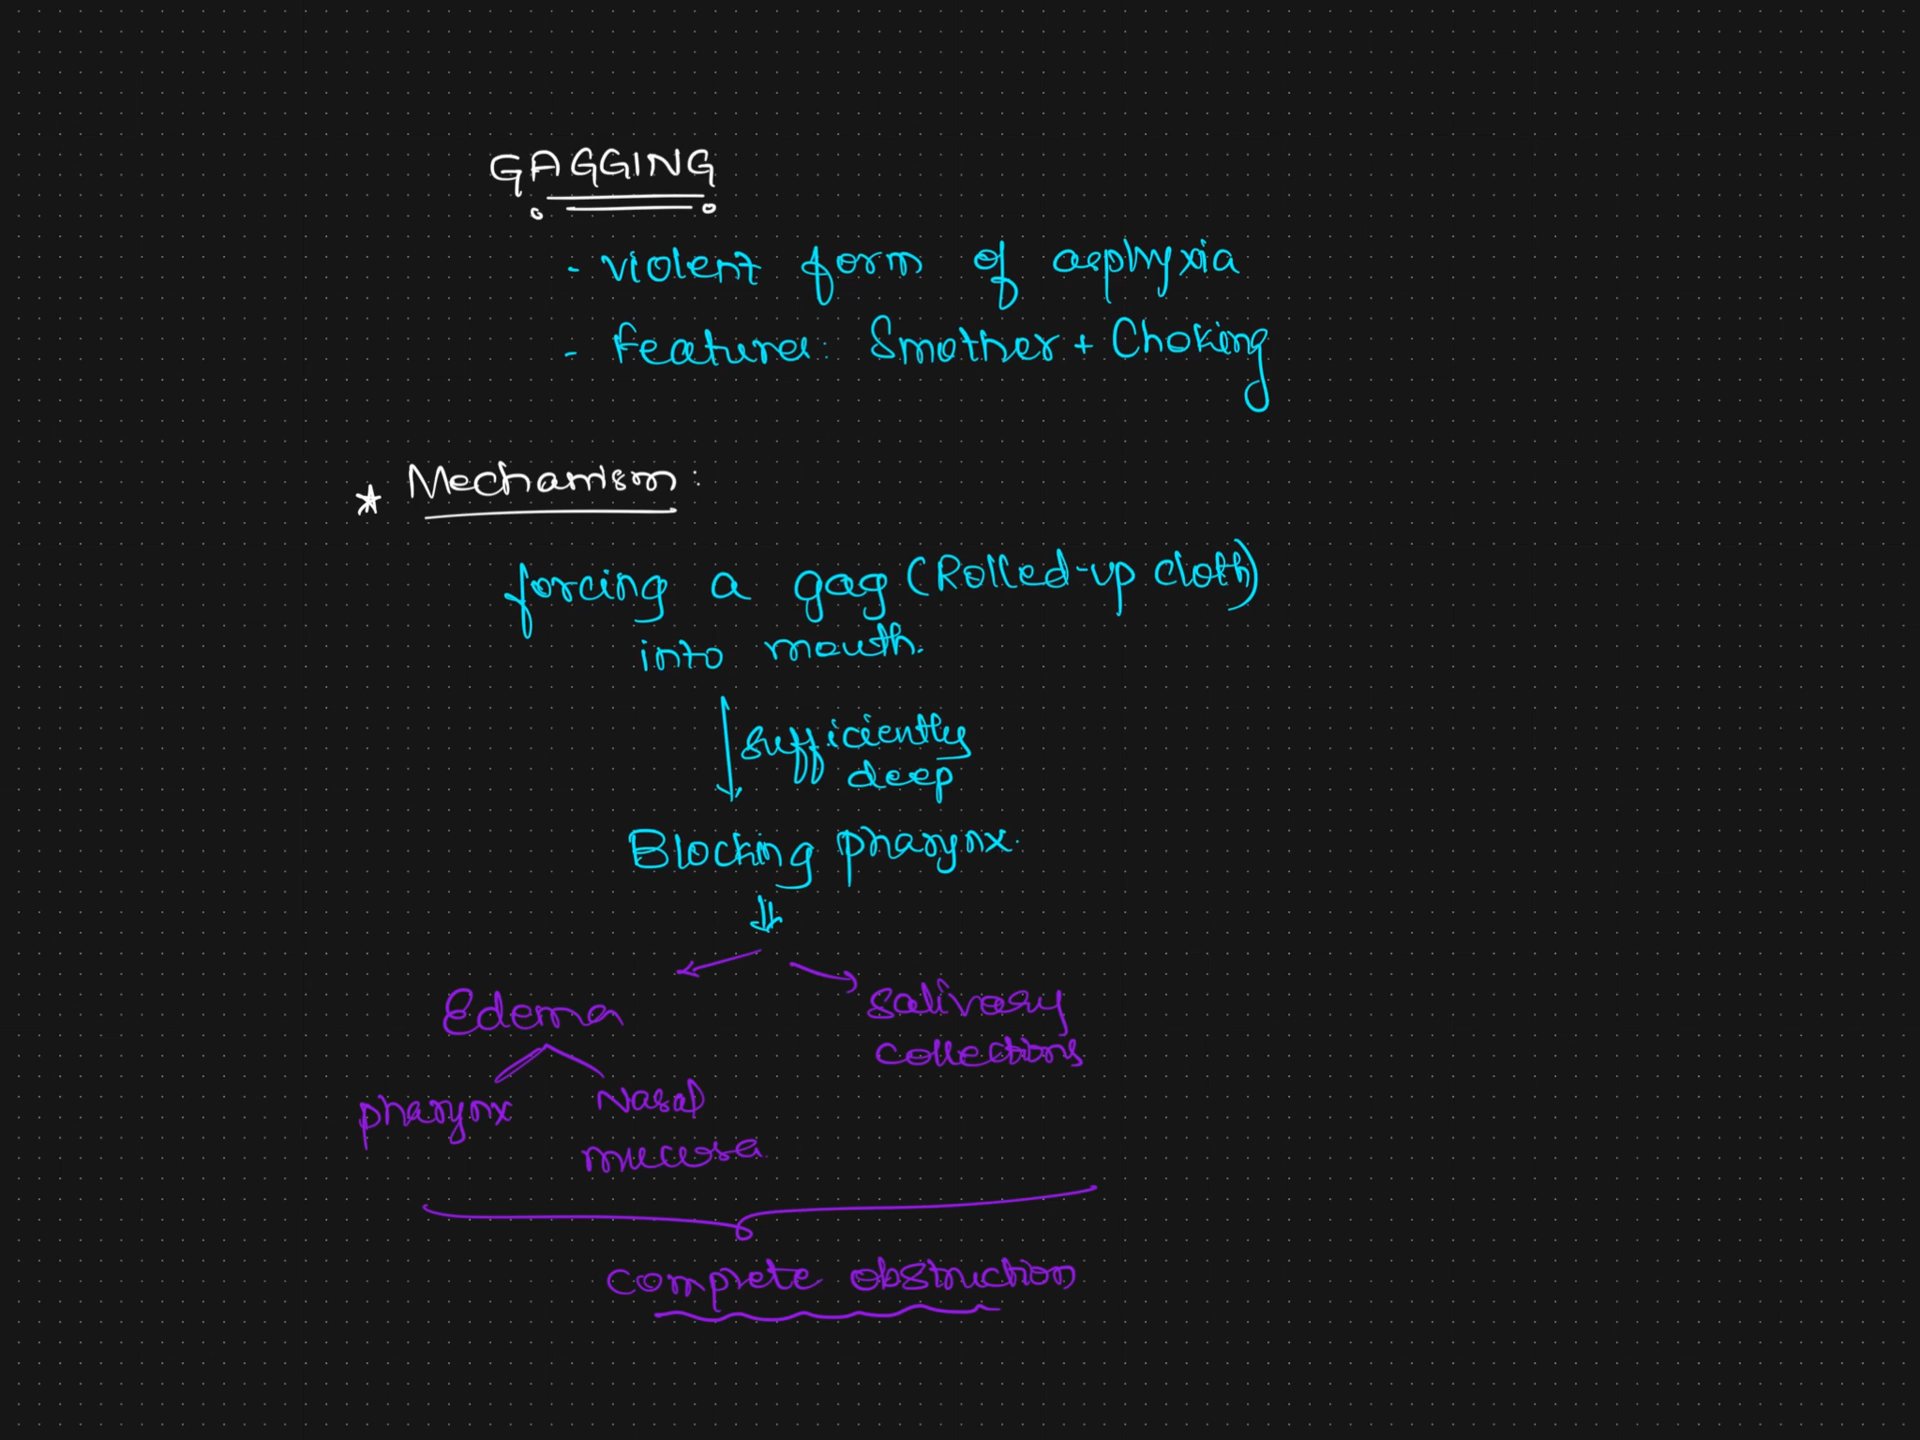 GAGGING
- violent form of asphyxia
- Features: Smother + Choking
* Mechanism:
forcing a gag (Rolled-up cloth)
into mouth.
↓ sufficiently
deep
Blocking pharynx.
⇓
Edema
salivary
collections
pharynx
Nasal
mucosa
complete obstruction